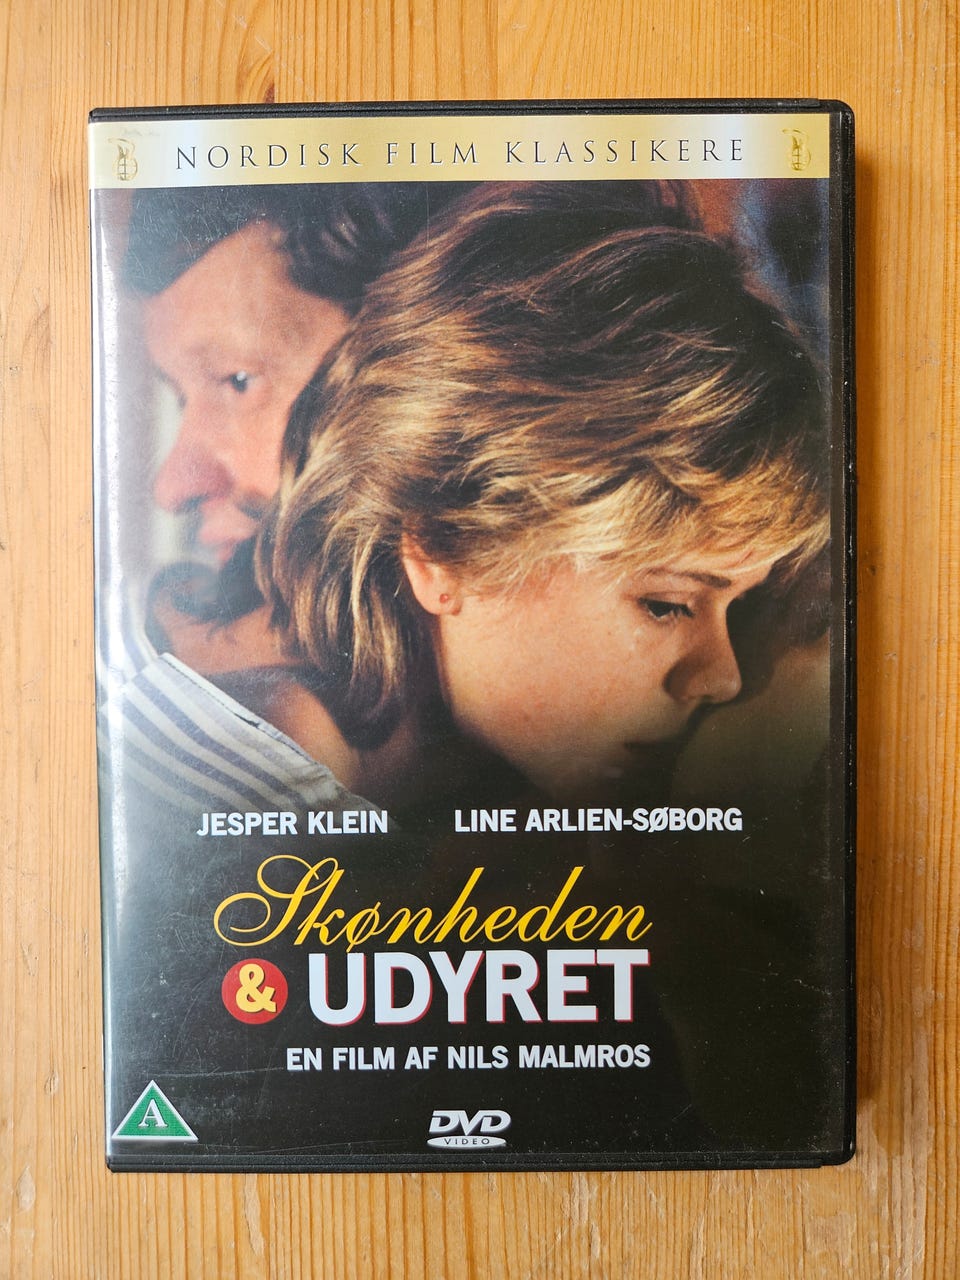 NORDISK FILM KLASSIKERE
JESPER KLEIN LINE ARLIEN-SØBORG
Skønheden
& UDYRET
EN FILM AF NILS MALMROS
A
DVD
VIDEO